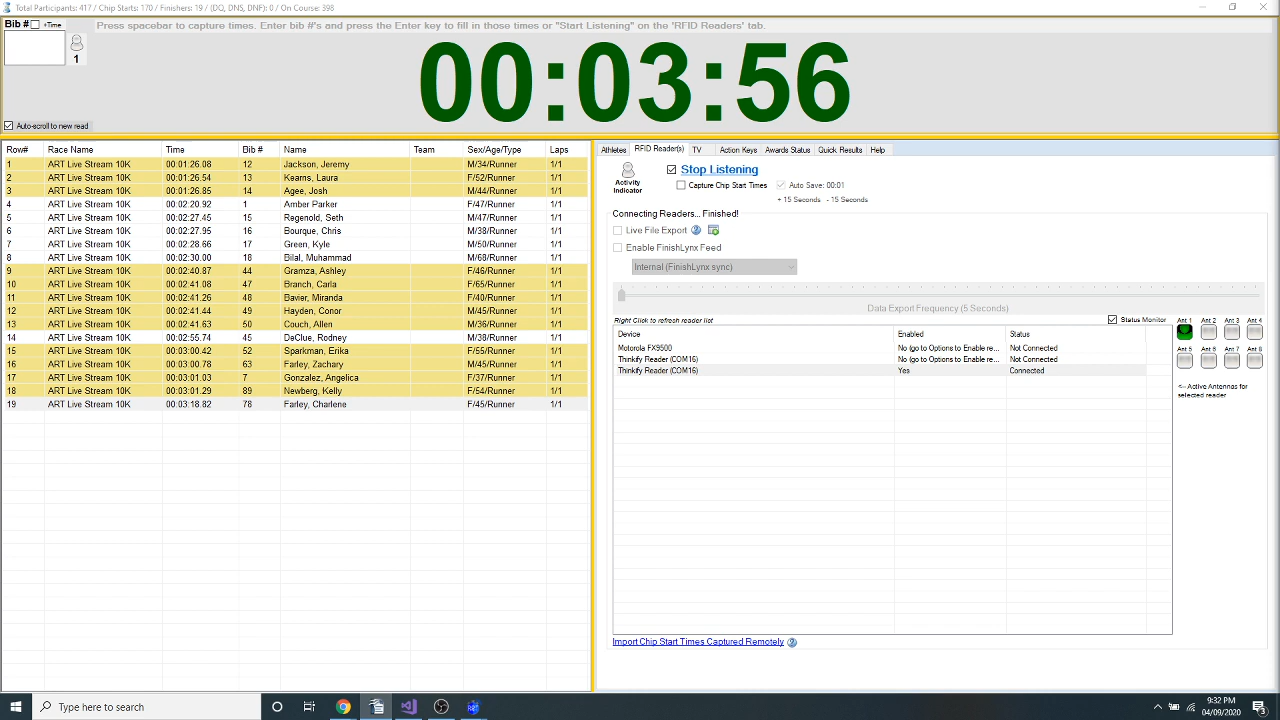 Total Participants: 417 / Chip Starts: 170 / Finishers: 19 / (DQ, DNS, DNF): 0 / On Course: 398
Bib # +Time
Press spacebar to capture times. Enter bib #'s and press the Enter key to fill in those times or "Start Listening" on the 'RFID Readers' tab.
1
00:03:56
Auto-scroll to new read
Row# Race Name Time Bib # Name Team Sex/Age/Type Laps
1 ART Live Stream 10K 00:01:26.08 12 Jackson, Jeremy M/34/Runner 1/1
2 ART Live Stream 10K 00:01:26.54 13 Kearns, Laura F/52/Runner 1/1
3 ART Live Stream 10K 00:01:26.85 14 Agee, Josh M/44/Runner 1/1
4 ART Live Stream 10K 00:02:20.92 1 Amber Parker F/47/Runner 1/1
5 ART Live Stream 10K 00:02:27.45 15 Regenold, Seth M/47/Runner 1/1
6 ART Live Stream 10K 00:02:27.95 16 Bourque, Chris M/38/Runner 1/1
7 ART Live Stream 10K 00:02:28.66 17 Green, Kyle M/50/Runner 1/1
8 ART Live Stream 10K 00:02:30.00 18 Bilal, Muhammad M/68/Runner 1/1
9 ART Live Stream 10K 00:02:40.87 44 Gramza, Ashley F/46/Runner 1/1
10 ART Live Stream 10K 00:02:41.08 47 Branch, Carla F/65/Runner 1/1
11 ART Live Stream 10K 00:02:41.26 48 Bavier, Miranda F/40/Runner 1/1
12 ART Live Stream 10K 00:02:41.44 49 Hayden, Conor M/45/Runner 1/1
13 ART Live Stream 10K 00:02:41.63 50 Couch, Allen M/36/Runner 1/1
14 ART Live Stream 10K 00:02:55.74 45 DeClue, Rodney M/38/Runner 1/1
15 ART Live Stream 10K 00:03:00.42 52 Sparkman, Erika F/55/Runner 1/1
16 ART Live Stream 10K 00:03:00.78 63 Farley, Zachary M/45/Runner 1/1
17 ART Live Stream 10K 00:03:01.03 7 Gonzalez, Angelica F/37/Runner 1/1
18 ART Live Stream 10K 00:03:01.29 89 Newberg, Kelly F/54/Runner 1/1
19 ART Live Stream 10K 00:03:18.82 78 Farley, Charlene F/45/Runner 1/1
Athletes RFID Reader(s) TV Action Keys Awards Status Quick Results Help
Activity Indicator
Stop Listening
Capture Chip Start Times Auto Save: 00:01
+ 15 Seconds - 15 Seconds
Connecting Readers... Finished!
Live File Export
Enable FinishLynx Feed
Internal (FinishLynx sync)
Data Export Frequency (5 Seconds)
Right Click to refresh reader list
Status Monitor
Ant 1 Ant 2 Ant 3 Ant 4
Ant 5 Ant 6 Ant 7 Ant 8
<-- Active Antennas for
selected reader
Device Enabled Status
Motorola FX9500 No (go to Options to Enable re... Not Connected
Thinkify Reader (COM16) No (go to Options to Enable re... Not Connected
Thinkify Reader (COM16) Yes Connected
Import Chip Start Times Captured Remotely
Type here to search
9:32 PM
04/09/2020